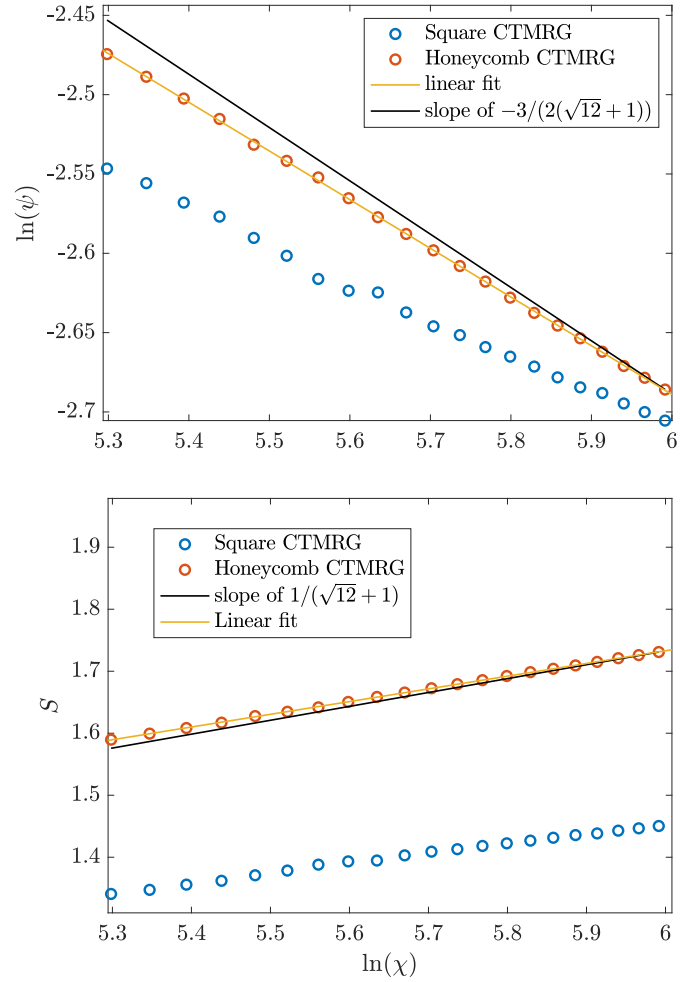 -2.45
-2.5
-2.55
-2.6
-2.65
-2.7
ln(ψ)
Square CTMRG
Honeycomb CTMRG
linear fit
slope of −3/(2(√12 + 1))
5.3 5.4 5.5 5.6 5.7 5.8 5.9 6
1.9
1.8
1.7
1.6
1.5
1.4
S
Square CTMRG
Honeycomb CTMRG
slope of 1/(√12 + 1)
Linear fit
5.3 5.4 5.5 5.6 5.7 5.8 5.9 6
ln(χ)